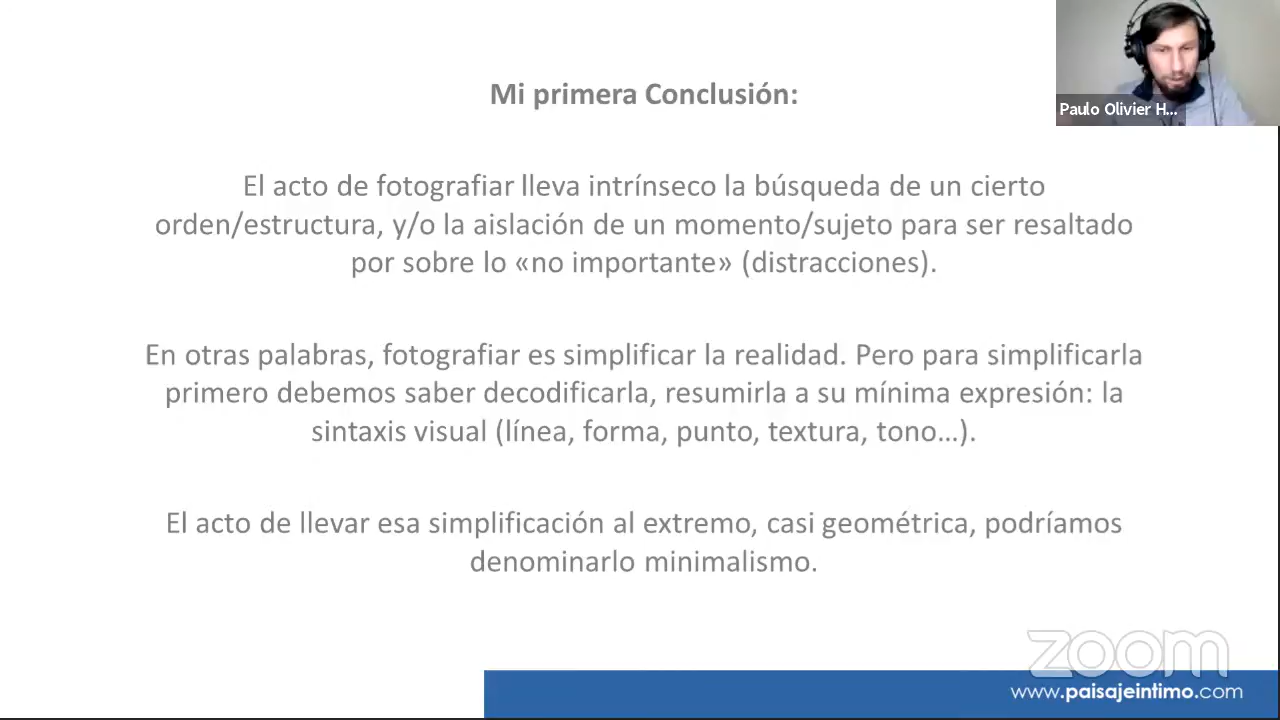 Mi primera Conclusión:
Paulo Olivier H...
El acto de fotografiar lleva intrínseco la búsqueda de un cierto
orden/estructura, y/o la aislación de un momento/sujeto para ser resaltado
por sobre lo «no importante» (distracciones).
En otras palabras, fotografiar es simplificar la realidad. Pero para simplificarla
primero debemos saber decodificarla, resumirla a su mínima expresión: la
sintaxis visual (línea, forma, punto, textura, tono…).
El acto de llevar esa simplificación al extremo, casi geométrica, podríamos
denominarlo minimalismo.
zoom
www.paisajeintimo.com